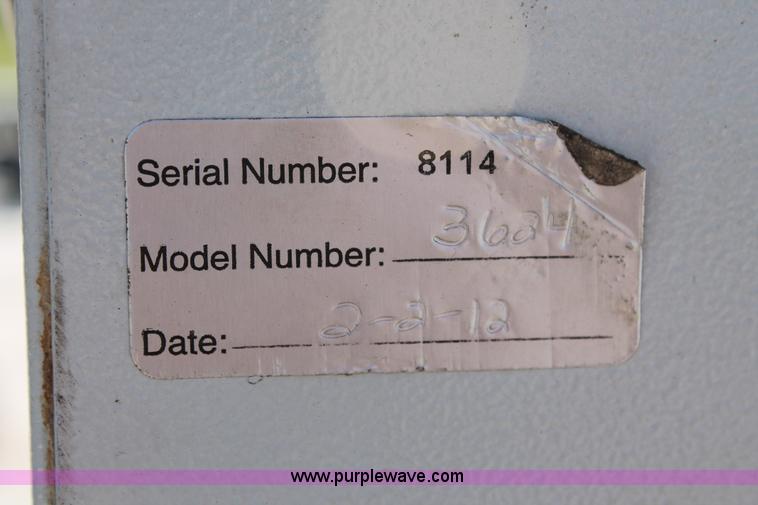 Serial Number: 8114
Model Number: 3624
Date: 2-2-12
www.purplewave.com